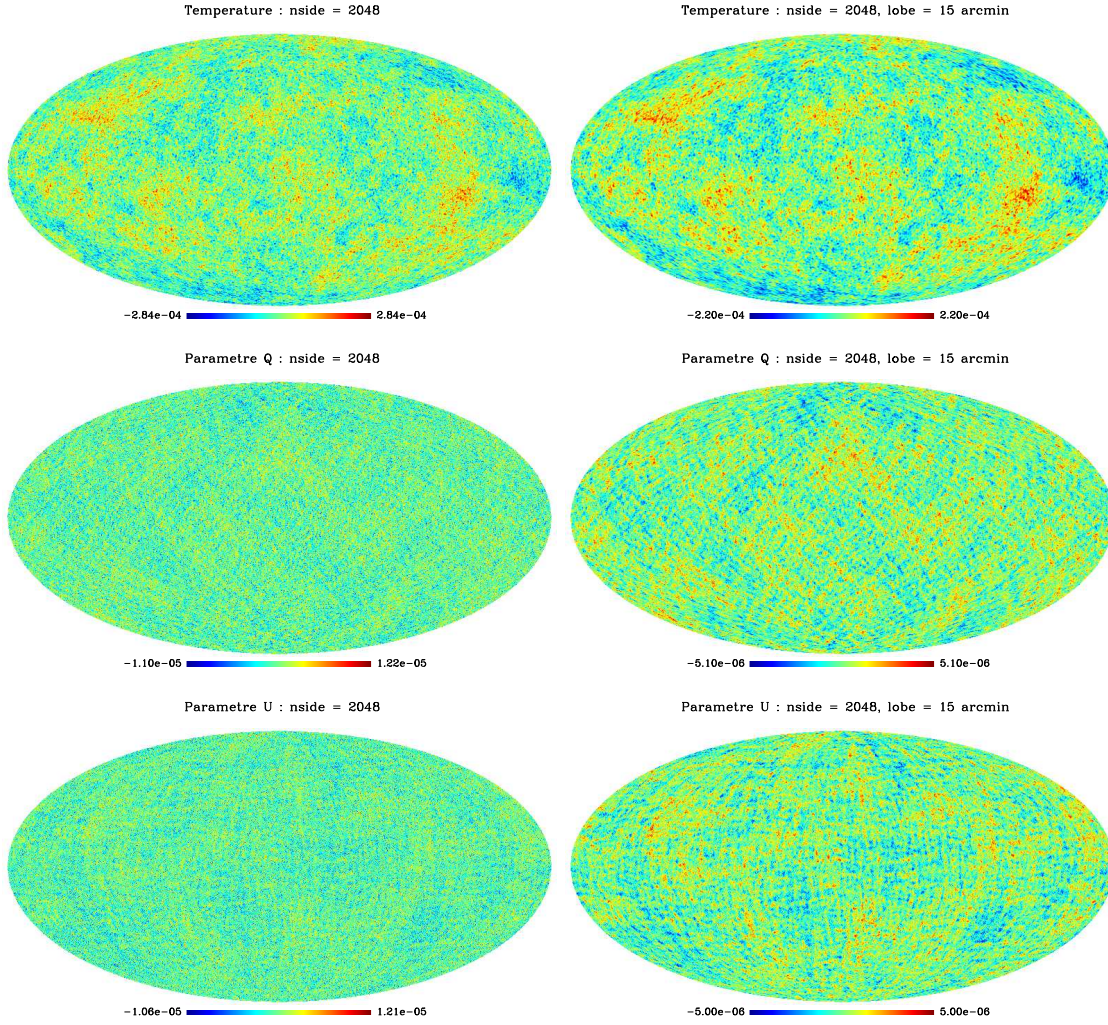 Temperature : nside = 2048
Temperature : nside = 2048, lobe = 15 arcmin
-2.84e-04 2.84e-04
-2.20e-04 2.20e-04
Parametre Q : nside = 2048
Parametre Q : nside = 2048, lobe = 15 arcmin
-1.10e-05 1.22e-05
-5.10e-06 5.10e-06
Parametre U : nside = 2048
Parametre U : nside = 2048, lobe = 15 arcmin
-1.06e-05 1.21e-05
-5.00e-06 5.00e-06